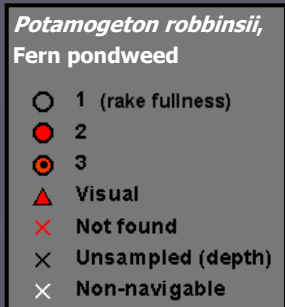 Potamogeton robbinsii,
Fern pondweed
1 (rake fullness)
2
3
Visual
Not found
Unsampled (depth)
Non-navigable